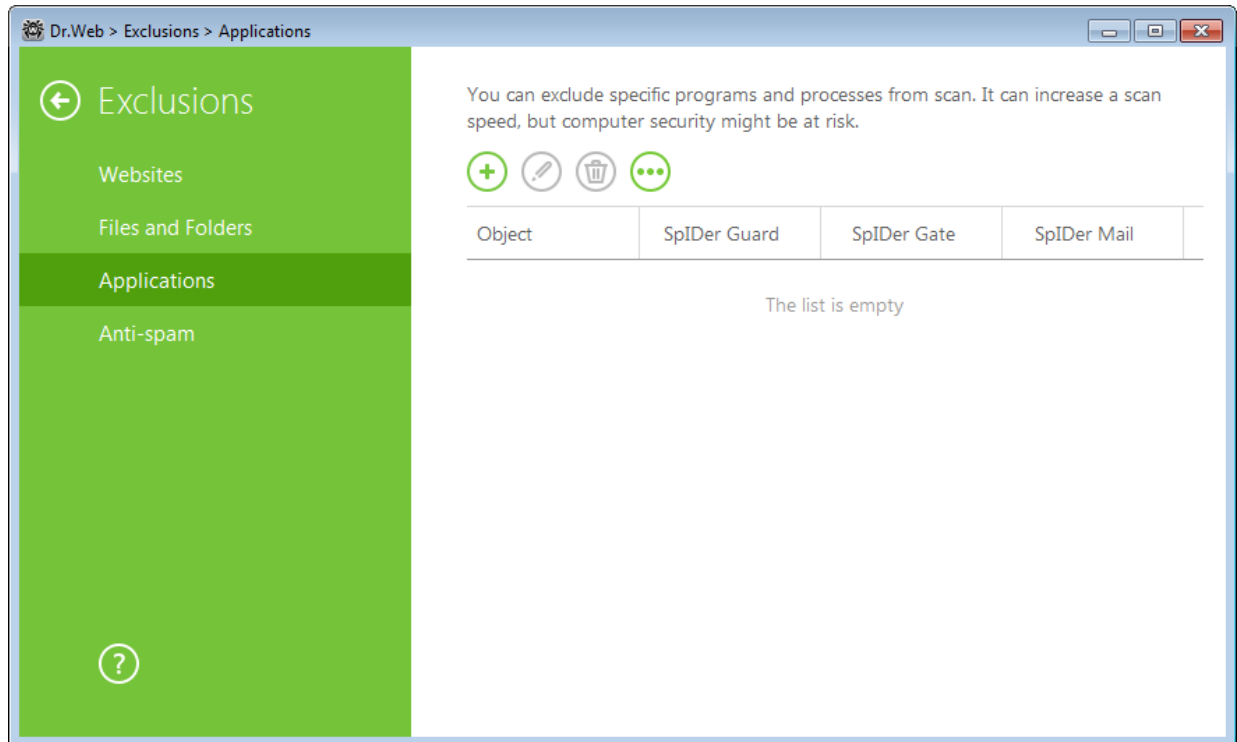 Dr.Web > Exclusions > Applications
Exclusions
Websites
Files and Folders
Applications
Anti-spam
?
You can exclude specific programs and processes from scan. It can increase a scan
speed, but computer security might be at risk.
Object SpIDer Guard SpIDer Gate SpIDer Mail
The list is empty